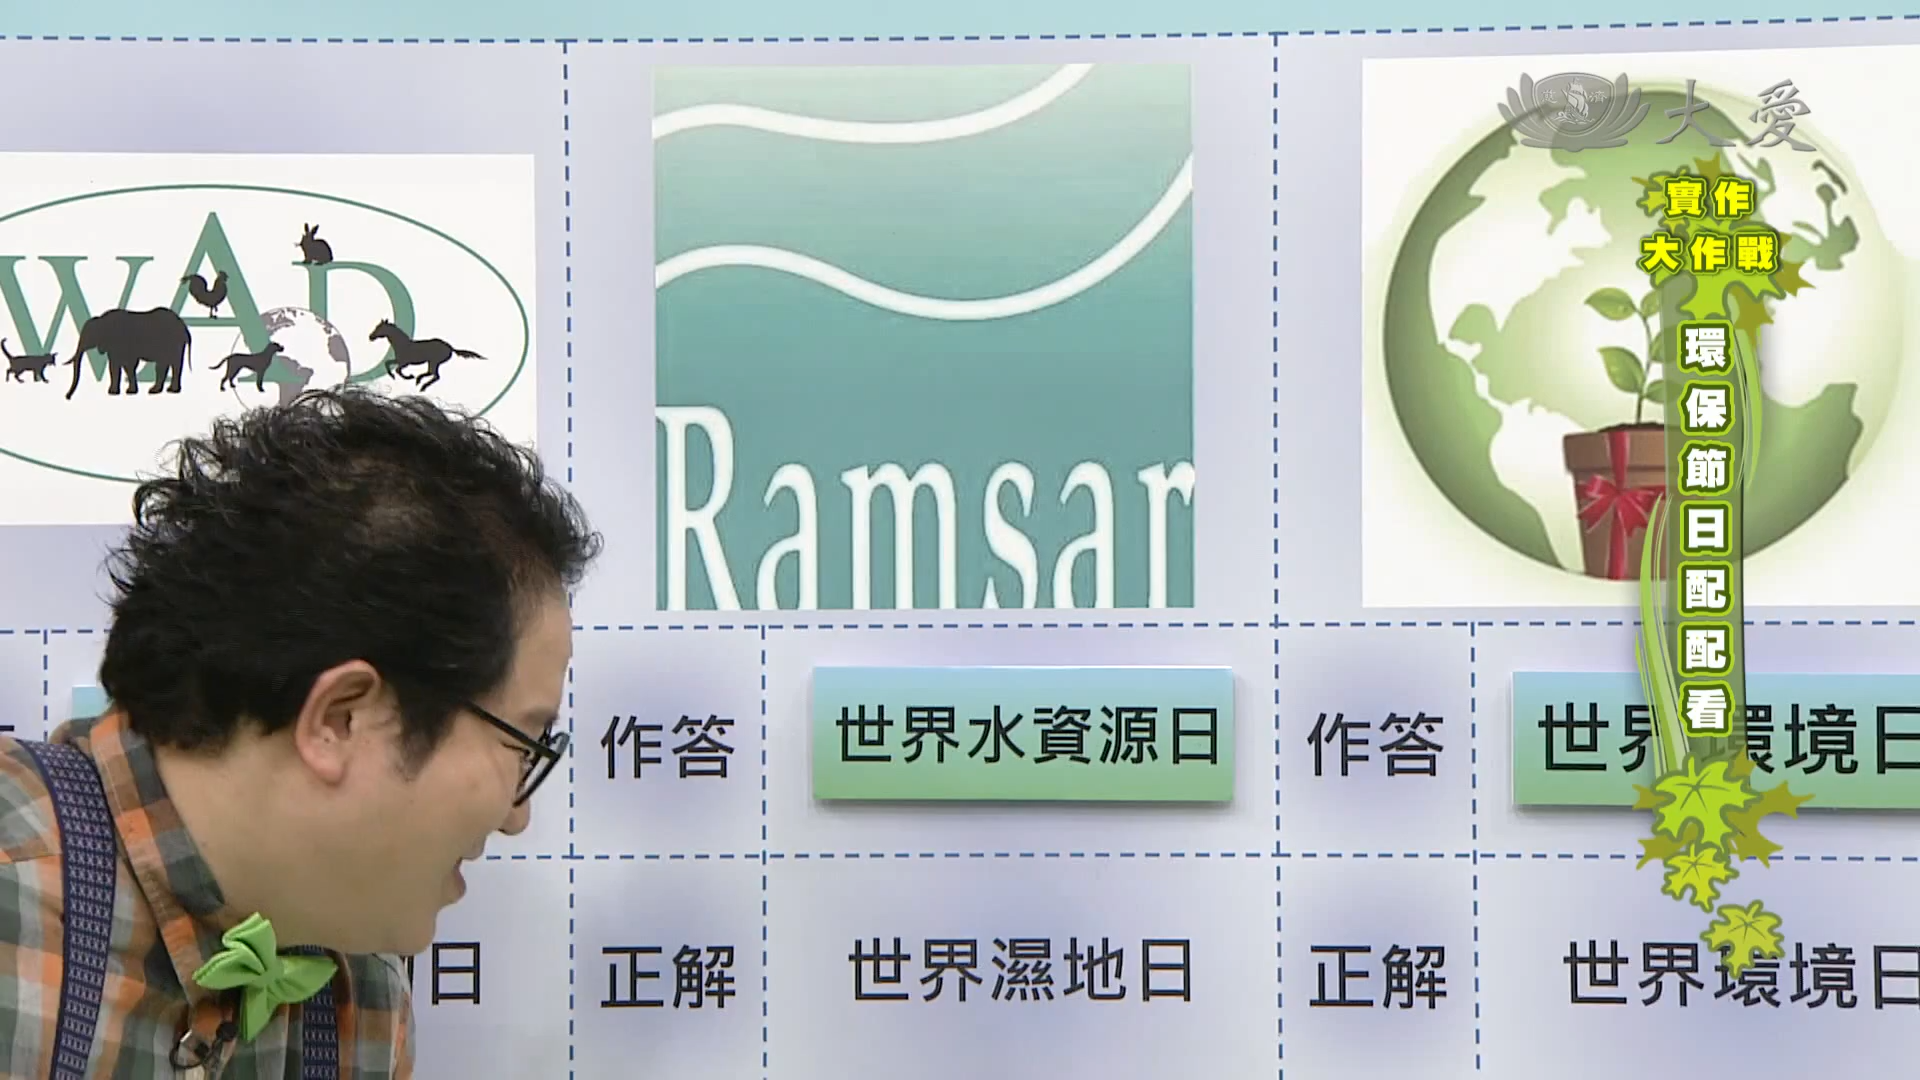 大愛
實作
大作戰
環保節日配配看
WAD
Ramsar
作答
世界水資源日
作答
世界環境日
日
正解
世界濕地日
正解
世界環境日